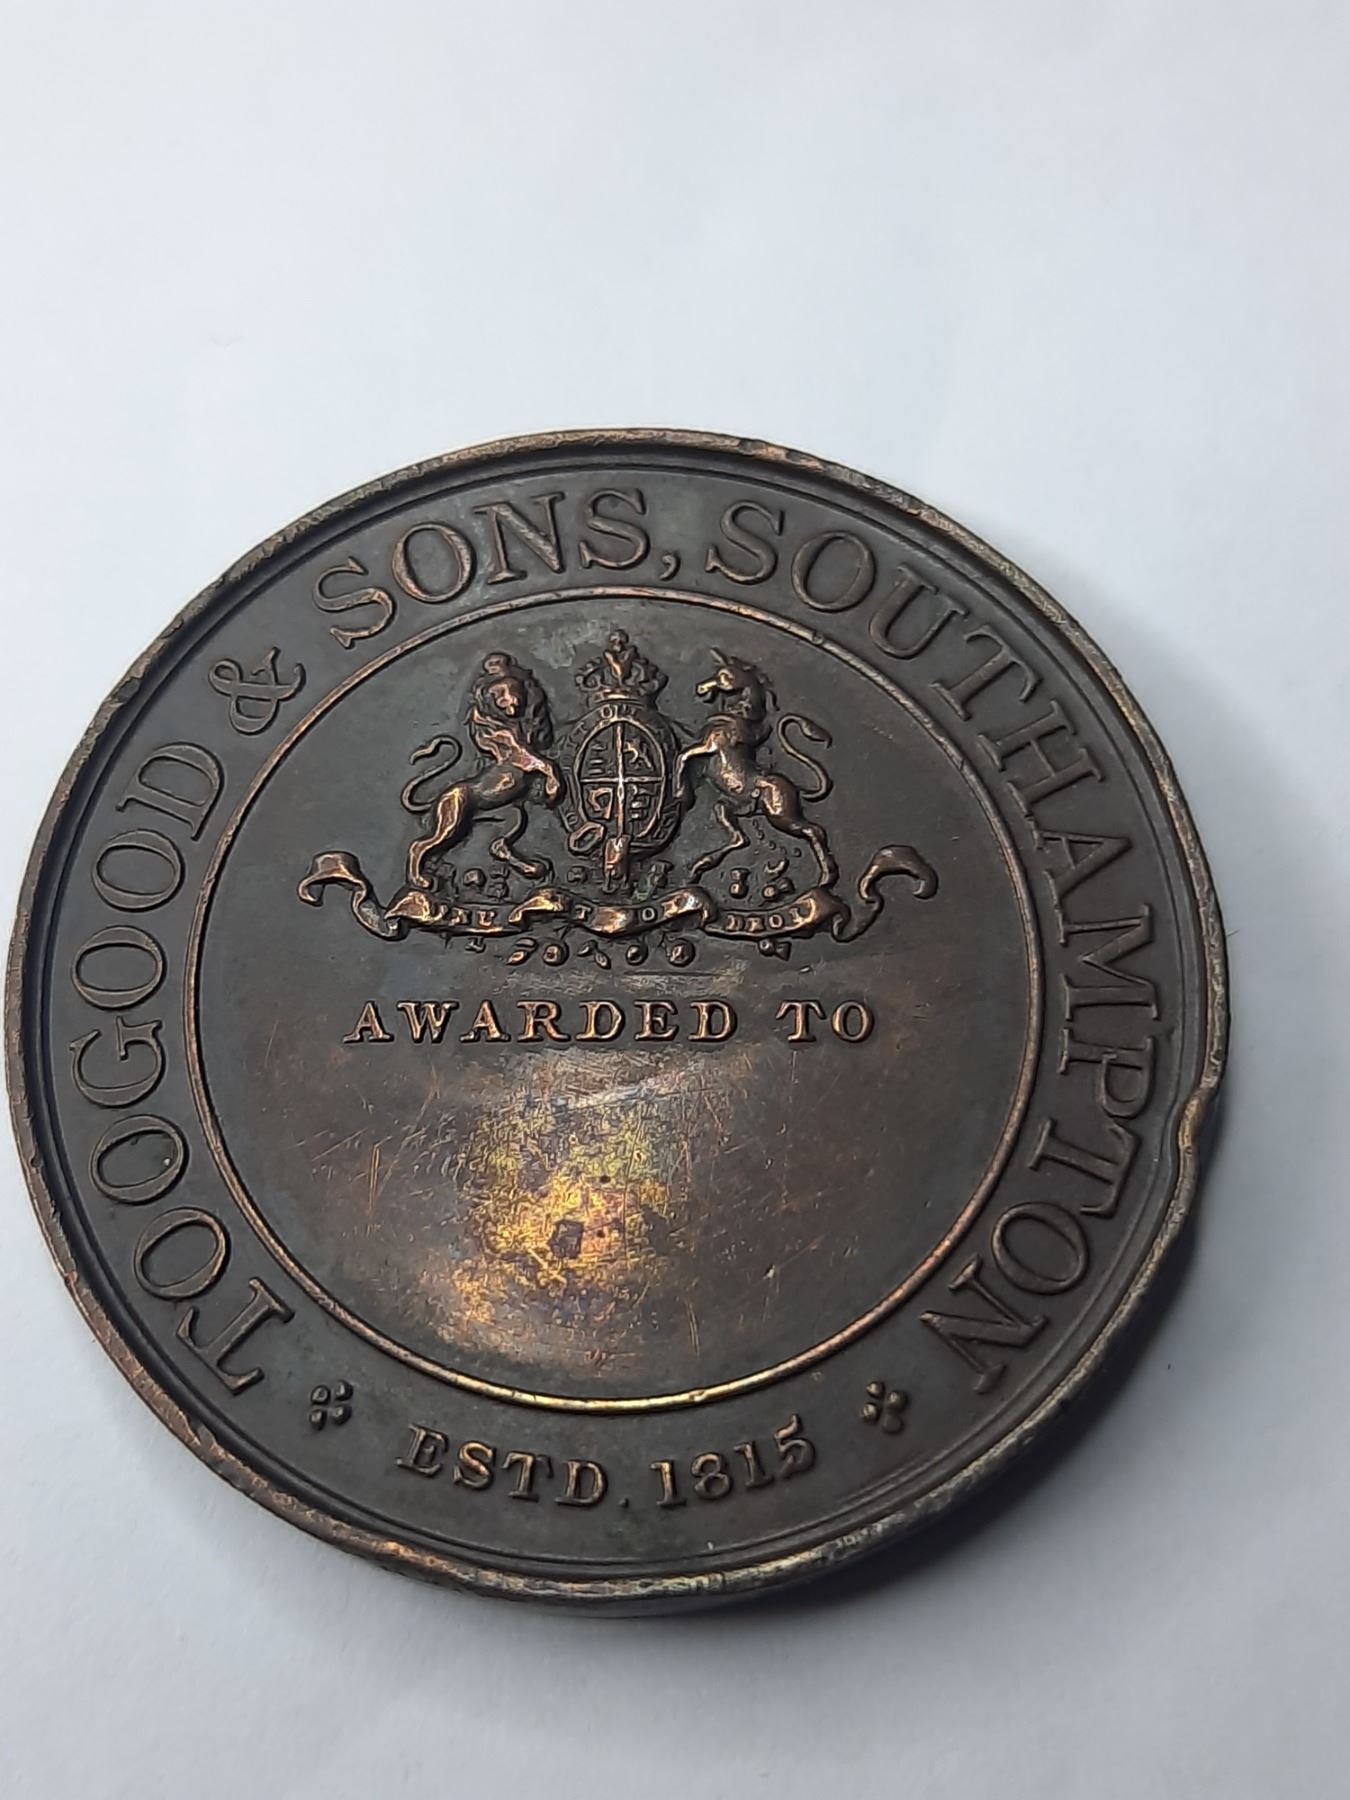 TOOGOOD & SONS, SOUTHAMPTON
AWARDED TO
ESTD. 1815